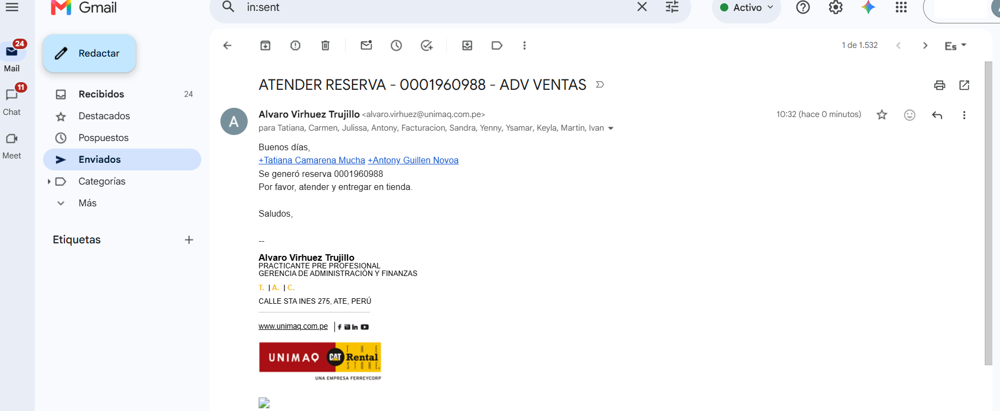 Gmail
in:sent
Activo
24
Mail
11
Chat
Meet
Redactar
Recibidos 24
Destacados
Pospuestos
Enviados
Categorías
Más
Etiquetas
1 de 1.532
Es
ATENDER RESERVA - 0001960988 - ADV VENTAS
A
Alvaro Virhuez Trujillo <alvaro.virhuez@unimaq.com.pe>
10:32 (hace 0 minutos)
para Tatiana, Carmen, Julissa, Antony, Facturacion, Sandra, Yenny, Ysamar, Keyla, Martin, Ivan
Buenos días,
+Tatiana Camarena Mucha +Antony Guillen Novoa
Se generó reserva 0001960988
Por favor, atender y entregar en tienda.
Saludos,
--
Alvaro Virhuez Trujillo
PRACTICANTE PRE PROFESIONAL
GERENCIA DE ADMINISTRACIÓN Y FINANZAS
T. | A. | C.
CALLE STA INES 275, ATE, PERÚ
www.unimaq.com.pe
UNIMAQ CAT THE Rental STORE.
UNA EMPRESA FERREYCORP